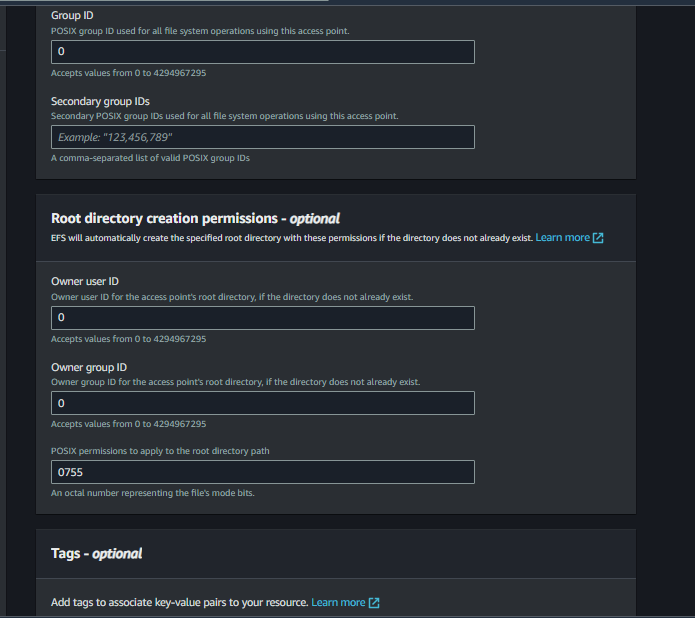 Group ID
POSIX group ID used for all file system operations using this access point.
0
Accepts values from 0 to 4294967295
Secondary group IDs
Secondary POSIX group IDs used for all file system operations using this access point.
Example: "123,456,789"
A comma-separated list of valid POSIX group IDs
Root directory creation permissions - optional
EFS will automatically create the specified root directory with these permissions if the directory does not already exist. Learn more
Owner user ID
Owner user ID for the access point's root directory, if the directory does not already exist.
0
Accepts values from 0 to 4294967295
Owner group ID
Owner group ID for the access point's root directory, if the directory does not already exist.
0
Accepts values from 0 to 4294967295
POSIX permissions to apply to the root directory path
0755
An octal number representing the file's mode bits.
Tags - optional
Add tags to associate key-value pairs to your resource. Learn more